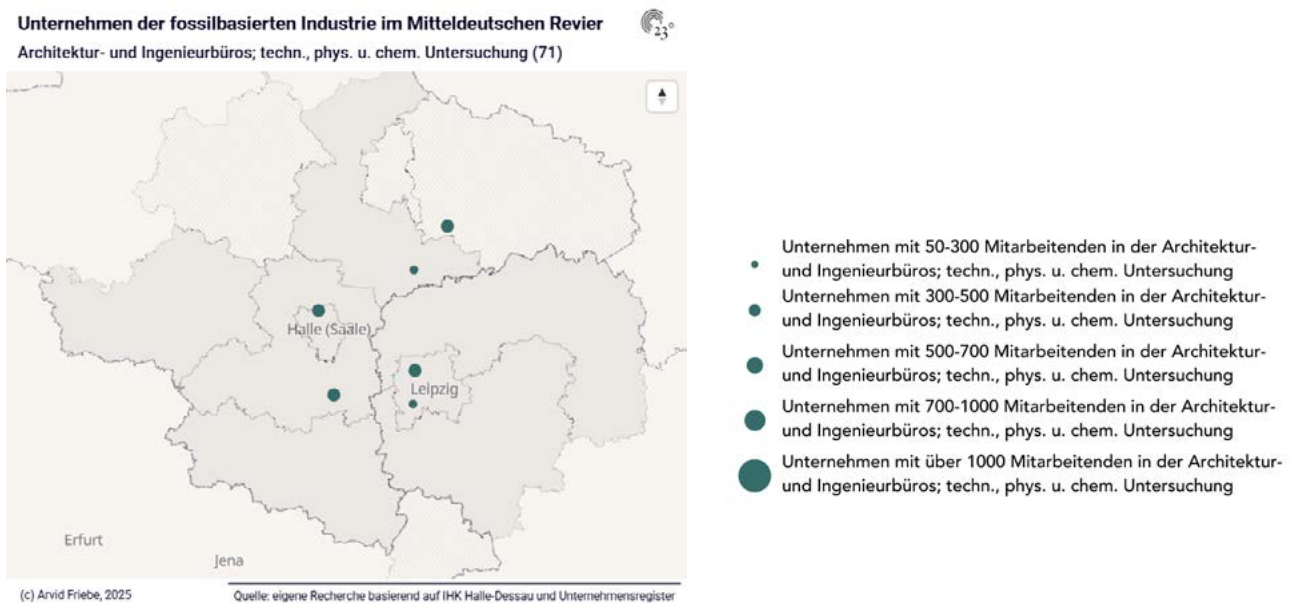 Unternehmen der fossilbasierten Industrie im Mitteldeutschen Revier
23°
Architektur- und Ingenieurbüros; techn., phys. u. chem. Untersuchung (71)
Halle (Saale)
Leipzig
Erfurt
Jena
(c) Arvid Friebe, 2025
Quelle: eigene Recherche basierend auf IHK Halle-Dessau und Unternehmensregister
Unternehmen mit 50-300 Mitarbeitenden in der Architektur-
und Ingenieurbüros; techn., phys. u. chem. Untersuchung
Unternehmen mit 300-500 Mitarbeitenden in der Architektur-
und Ingenieurbüros; techn., phys. u. chem. Untersuchung
Unternehmen mit 500-700 Mitarbeitenden in der Architektur-
und Ingenieurbüros; techn., phys. u. chem. Untersuchung
Unternehmen mit 700-1000 Mitarbeitenden in der Architektur-
und Ingenieurbüros; techn., phys. u. chem. Untersuchung
Unternehmen mit über 1000 Mitarbeitenden in der Architektur-
und Ingenieurbüros; techn., phys. u. chem. Untersuchung